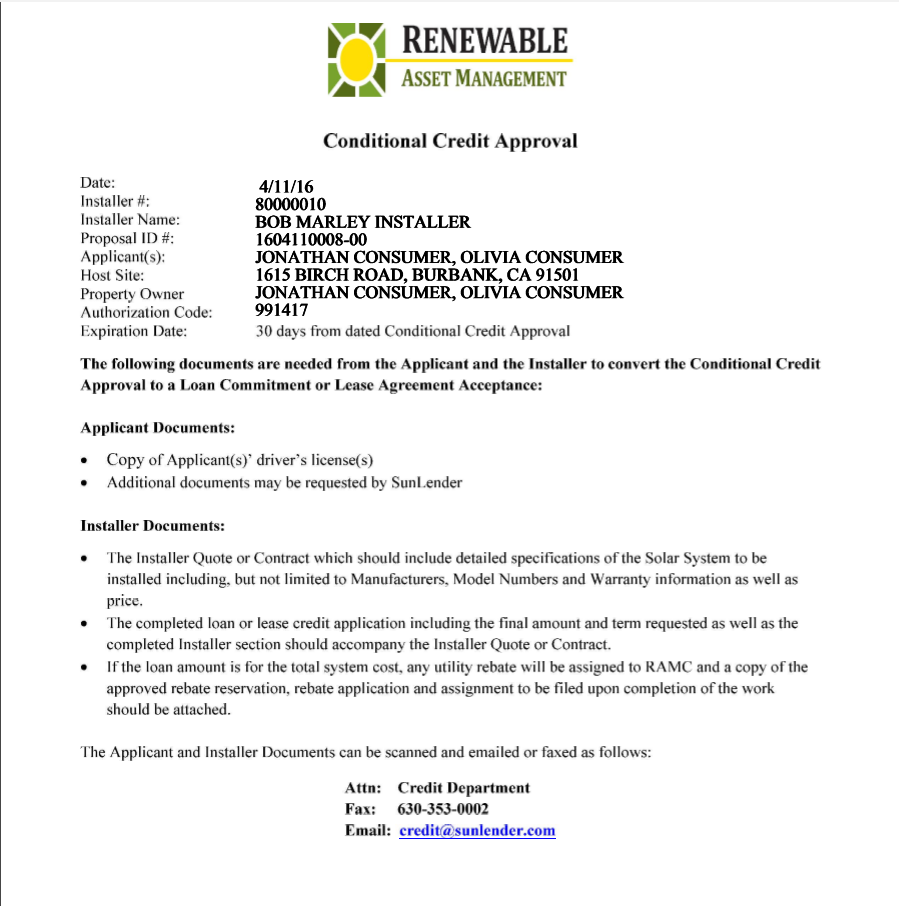 RENEWABLE
ASSET MANAGEMENT
Conditional Credit Approval
Date: 4/11/16
Installer #: 80000010
Installer Name: BOB MARLEY INSTALLER
Proposal ID #: 1604110008-00
Applicant(s): JONATHAN CONSUMER, OLIVIA CONSUMER
Host Site: 1615 BIRCH ROAD, BURBANK, CA 91501
Property Owner JONATHAN CONSUMER, OLIVIA CONSUMER
Authorization Code: 991417
Expiration Date: 30 days from dated Conditional Credit Approval
The following documents are needed from the Applicant and the Installer to convert the Conditional Credit
Approval to a Loan Commitment or Lease Agreement Acceptance:
Applicant Documents:
• Copy of Applicant(s)’ driver’s license(s)
• Additional documents may be requested by SunLender
Installer Documents:
• The Installer Quote or Contract which should include detailed specifications of the Solar System to be
installed including, but not limited to Manufacturers, Model Numbers and Warranty information as well as
price.
• The completed loan or lease credit application including the final amount and term requested as well as the
completed Installer section should accompany the Installer Quote or Contract.
• If the loan amount is for the total system cost, any utility rebate will be assigned to RAMC and a copy of the
approved rebate reservation, rebate application and assignment to be filed upon completion of the work
should be attached.
The Applicant and Installer Documents can be scanned and emailed or faxed as follows:
Attn: Credit Department
Fax: 630-353-0002
Email: credit@sunlender.com